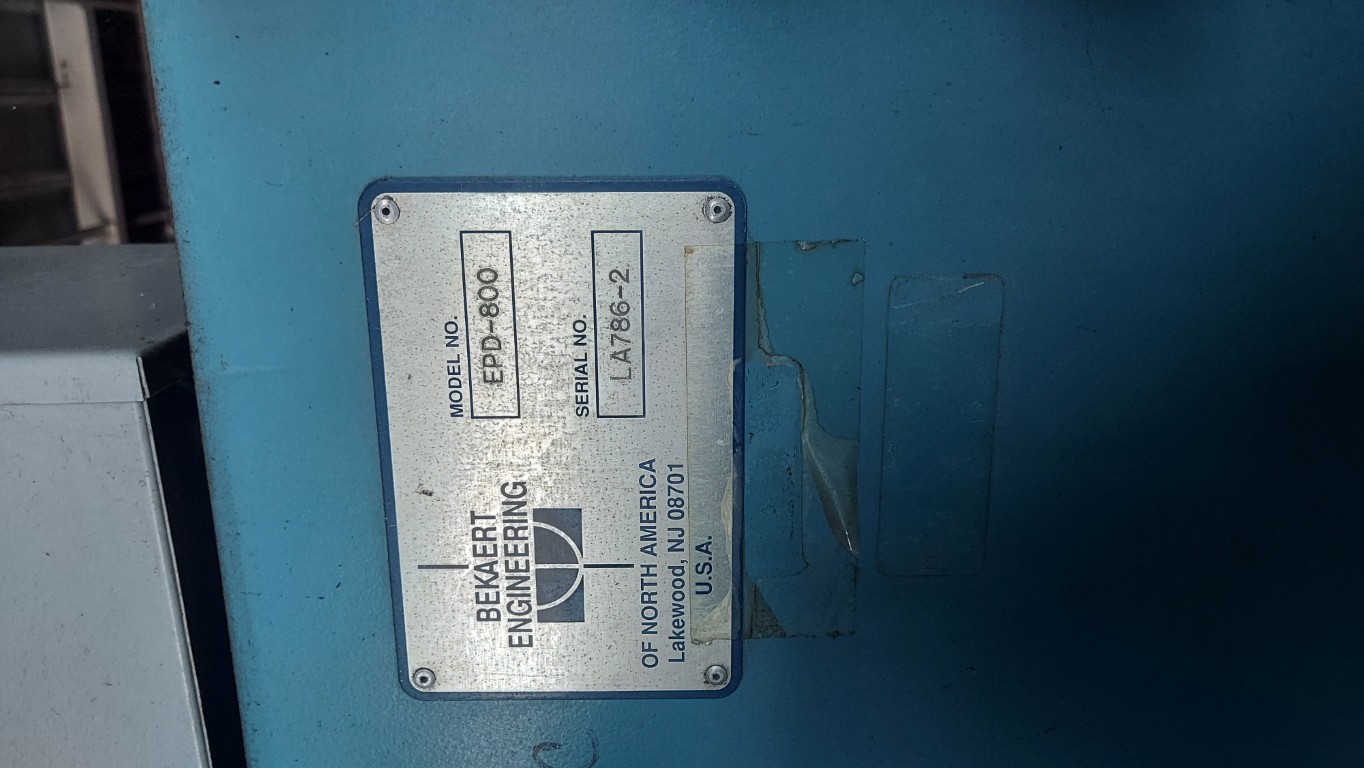 BEKAERT
ENGINEERING
OF NORTH AMERICA
Lakewood, NJ 08701
U.S.A.
MODEL NO.
EPD-800
SERIAL NO.
LA786-2